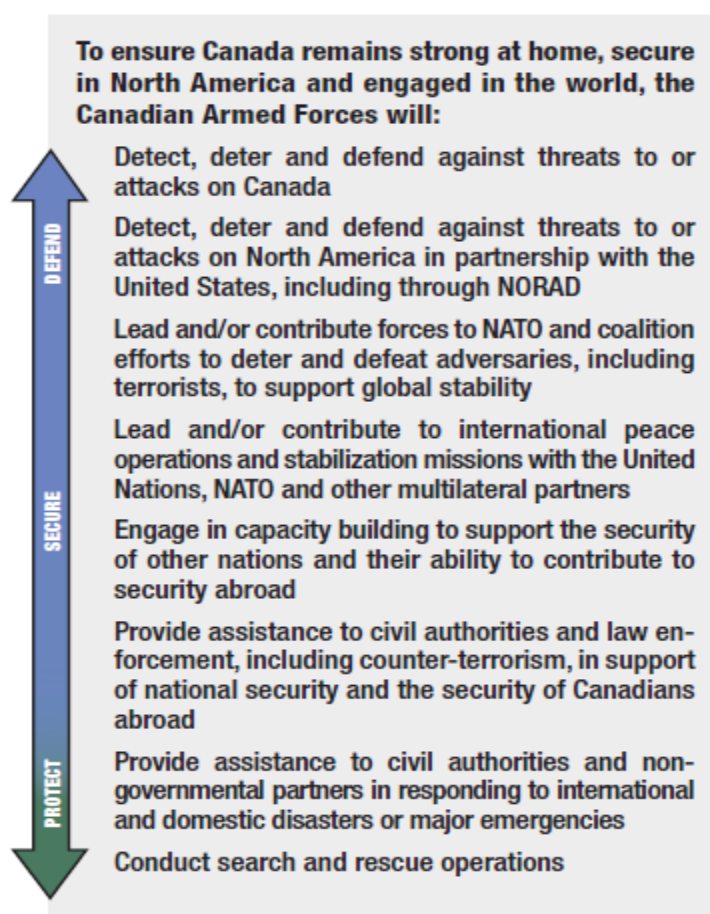 To ensure Canada remains strong at home, secure
in North America and engaged in the world, the
Canadian Armed Forces will:
Detect, deter and defend against threats to or
attacks on Canada
DEFEND
Detect, deter and defend against threats to or
attacks on North America in partnership with the
United States, including through NORAD
Lead and/or contribute forces to NATO and coalition
efforts to deter and defeat adversaries, including
terrorists, to support global stability
Lead and/or contribute to international peace
operations and stabilization missions with the United
Nations, NATO and other multilateral partners
SECURE
Engage in capacity building to support the security
of other nations and their ability to contribute to
security abroad
Provide assistance to civil authorities and law en-
forcement, including counter-terrorism, in support
of national security and the security of Canadians
abroad
PROTECT
Provide assistance to civil authorities and non-
governmental partners in responding to international
and domestic disasters or major emergencies
Conduct search and rescue operations